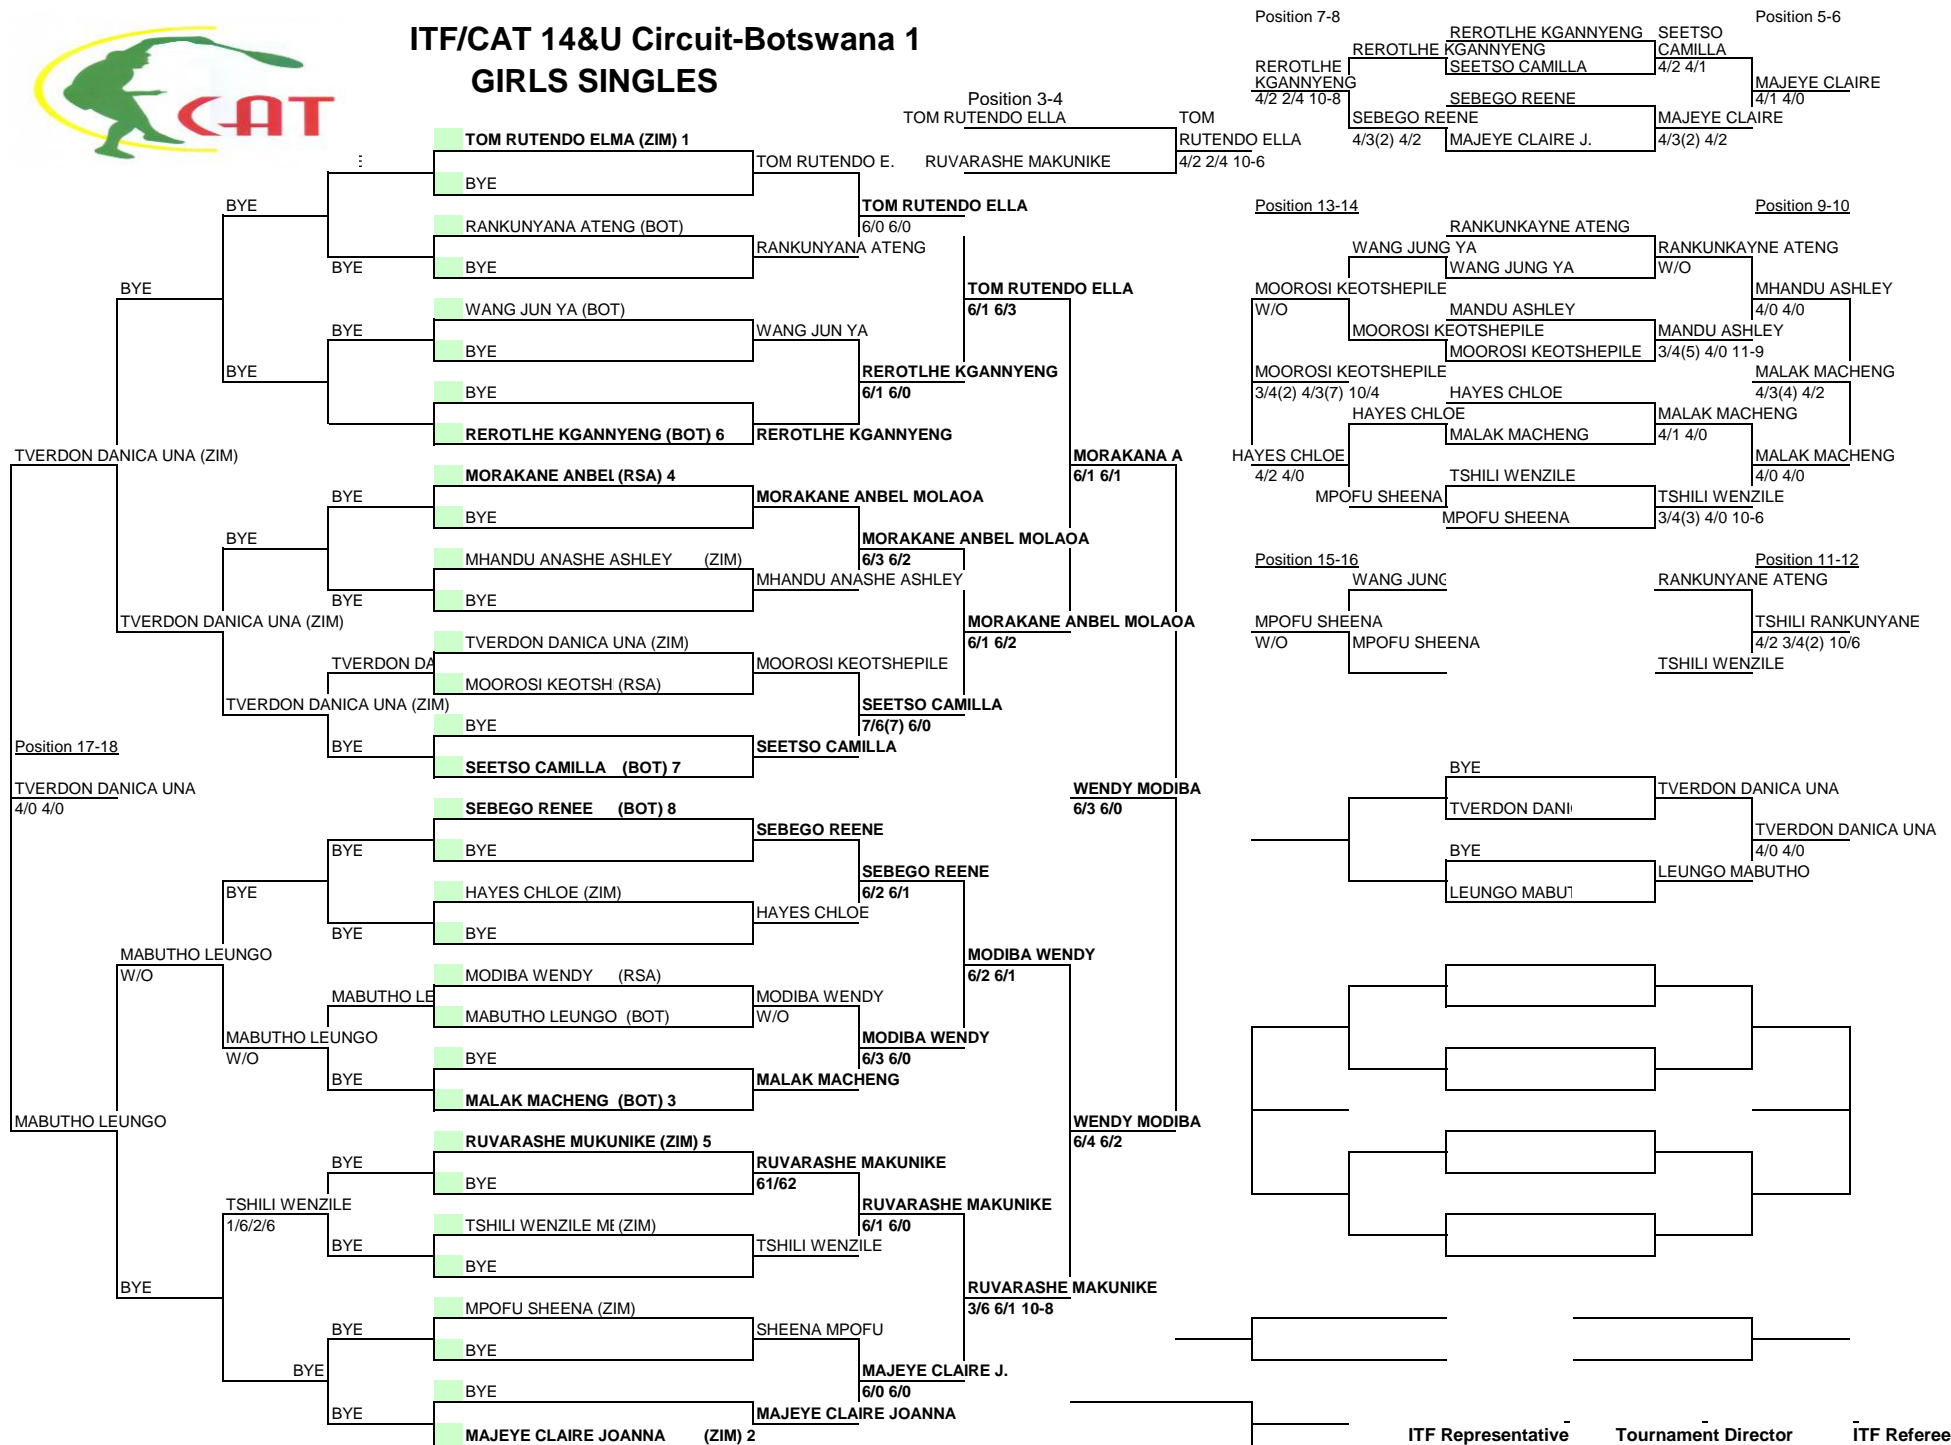 CAT
ITF/CAT 14&U Circuit-Botswana 1
GIRLS SINGLES
TOM RUTENDO ELMA (ZIM) 1
BYE
RANKUNYANA ATENG (BOT)
BYE
WANG JUN YA (BOT)
BYE
BYE
REROTLHE KGANNYENG (BOT) 6
MORAKANE ANBEL (RSA) 4
BYE
MHANDU ANASHE ASHLEY (ZIM)
BYE
TVERDON DANICA UNA (ZIM)
MOOROSI KEOTSH (RSA)
BYE
SEETSO CAMILLA (BOT) 7
SEBEGO RENEE (BOT) 8
BYE
HAYES CHLOE (ZIM)
BYE
MODIBA WENDY (RSA)
MABUTHO LEUNGO (BOT)
BYE
MALAK MACHENG (BOT) 3
RUVARASHE MUKUNIKE (ZIM) 5
BYE
TSHILI WENZILE ME (ZIM)
BYE
MPOFU SHEENA (ZIM)
BYE
BYE
MAJEYE CLAIRE JOANNA (ZIM) 2
TOM RUTENDO E.
RANKUNYANA ATENG
WANG JUN YA
REROTLHE KGANNYENG
MORAKANE ANBEL MOLAOA
MHANDU ANASHE ASHLEY
MOOROSI KEOTSHEPILE
SEETSO CAMILLA
SEBEGO REENE
HAYES CHLOE
MODIBA WENDY
W/O
MALAK MACHENG
RUVARASHE MAKUNIKE
61/62
TSHILI WENZILE
SHEENA MPOFU
MAJEYE CLAIRE JOANNA
TOM RUTENDO ELLA
6/0 6/0
REROTLHE KGANNYENG
6/1 6/0
MORAKANE ANBEL MOLAOA
6/3 6/2
SEETSO CAMILLA
7/6(7) 6/0
SEBEGO REENE
6/2 6/1
MODIBA WENDY
6/3 6/0
RUVARASHE MAKUNIKE
6/1 6/0
MAJEYE CLAIRE J.
6/0 6/0
TOM RUTENDO ELLA
6/1 6/3
MORAKANE ANBEL MOLAOA
6/1 6/2
MODIBA WENDY
6/2 6/1
RUVARASHE MAKUNIKE
3/6 6/1 10-8
MORAKANA A
6/1 6/1
WENDY MODIBA
6/4 6/2
WENDY MODIBA
6/3 6/0
BYE
BYE
BYE
BYE
BYE
BYE
BYE
BYE
TVERDON DA
BYE
TVERDON DANICA UNA (ZIM)
TVERDON DANICA UNA (ZIM)
TVERDON DANICA UNA (ZIM)
Position 17-18
TVERDON DANICA UNA
4/0 4/0
BYE
BYE
BYE
MABUTHO LE
BYE
MABUTHO LEUNGO
W/O
MABUTHO LEUNGO
W/O
MABUTHO LEUNGO
BYE
BYE
TSHILI WENZILE
1/6/2/6
BYE
BYE
BYE
BYE
Position 3-4
TOM RUTENDO ELLA
RUVARASHE MAKUNIKE
TOM
RUTENDO ELLA
4/2 2/4 10-6
Position 7-8
Position 5-6
REROTLHE KGANNYENG
SEETSO CAMILLA
SEBEGO REENE
MAJEYE CLAIRE J.
SEETSO
CAMILLA
4/2 4/1
MAJEYE CLAIRE
4/3(2) 4/2
MAJEYE CLAIRE
4/1 4/0
REROTLHE KGANNYENG
SEBEGO REENE
4/3(2) 4/2
REROTLHE
KGANNYENG
4/2 2/4 10-8
Position 13-14
Position 9-10
RANKUNKAYNE ATENG
WANG JUNG YA
MANDU ASHLEY
MOOROSI KEOTSHEPILE
HAYES CHLOE
MALAK MACHENG
TSHILI WENZILE
MPOFU SHEENA
RANKUNKAYNE ATENG
W/O
MANDU ASHLEY
3/4(5) 4/0 11-9
MALAK MACHENG
4/1 4/0
TSHILI WENZILE
3/4(3) 4/0 10-6
MHANDU ASHLEY
4/0 4/0
MALAK MACHENG
4/3(4) 4/2
MALAK MACHENG
4/0 4/0
WANG JUNG YA
MOOROSI KEOTSHEPILE
HAYES CHLOE
MPOFU SHEENA
MOOROSI KEOTSHEPILE
W/O
MOOROSI KEOTSHEPILE
3/4(2) 4/3(7) 10/4
HAYES CHLOE
4/2 4/0
Position 15-16
Position 11-12
WANG JUNG
MPOFU SHEENA
MPOFU SHEENA
W/O
RANKUNYANE ATENG
TSHILI WENZILE
TSHILI RANKUNYANE
4/2 3/4(2) 10/6
BYE
TVERDON DANI
BYE
LEUNGO MABUT
TVERDON DANICA UNA
LEUNGO MABUTHO
TVERDON DANICA UNA
4/0 4/0
ITF Representative
Tournament Director
ITF Referee